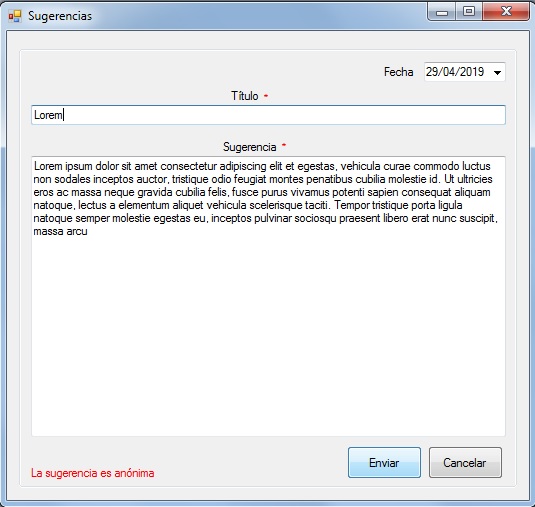 Sugerencias
Fecha 29/04/2019
Título *
Lorem
Sugerencia *
Lorem ipsum dolor sit amet consectetur adipiscing elit et egestas, vehicula curae commodo luctus
non sodales inceptos auctor, tristique odio feugiat montes penatibus cubilia molestie id. Ut ultricies
eros ac massa neque gravida cubilia felis, fusce purus vivamus potenti sapien consequat aliquam
natoque, lectus a elementum aliquet vehicula scelerisque taciti. Tempor tristique porta ligula
natoque semper molestie egestas eu, inceptos pulvinar sociosqu praesent libero erat nunc suscipit,
massa arcu
La sugerencia es anónima
Enviar
Cancelar